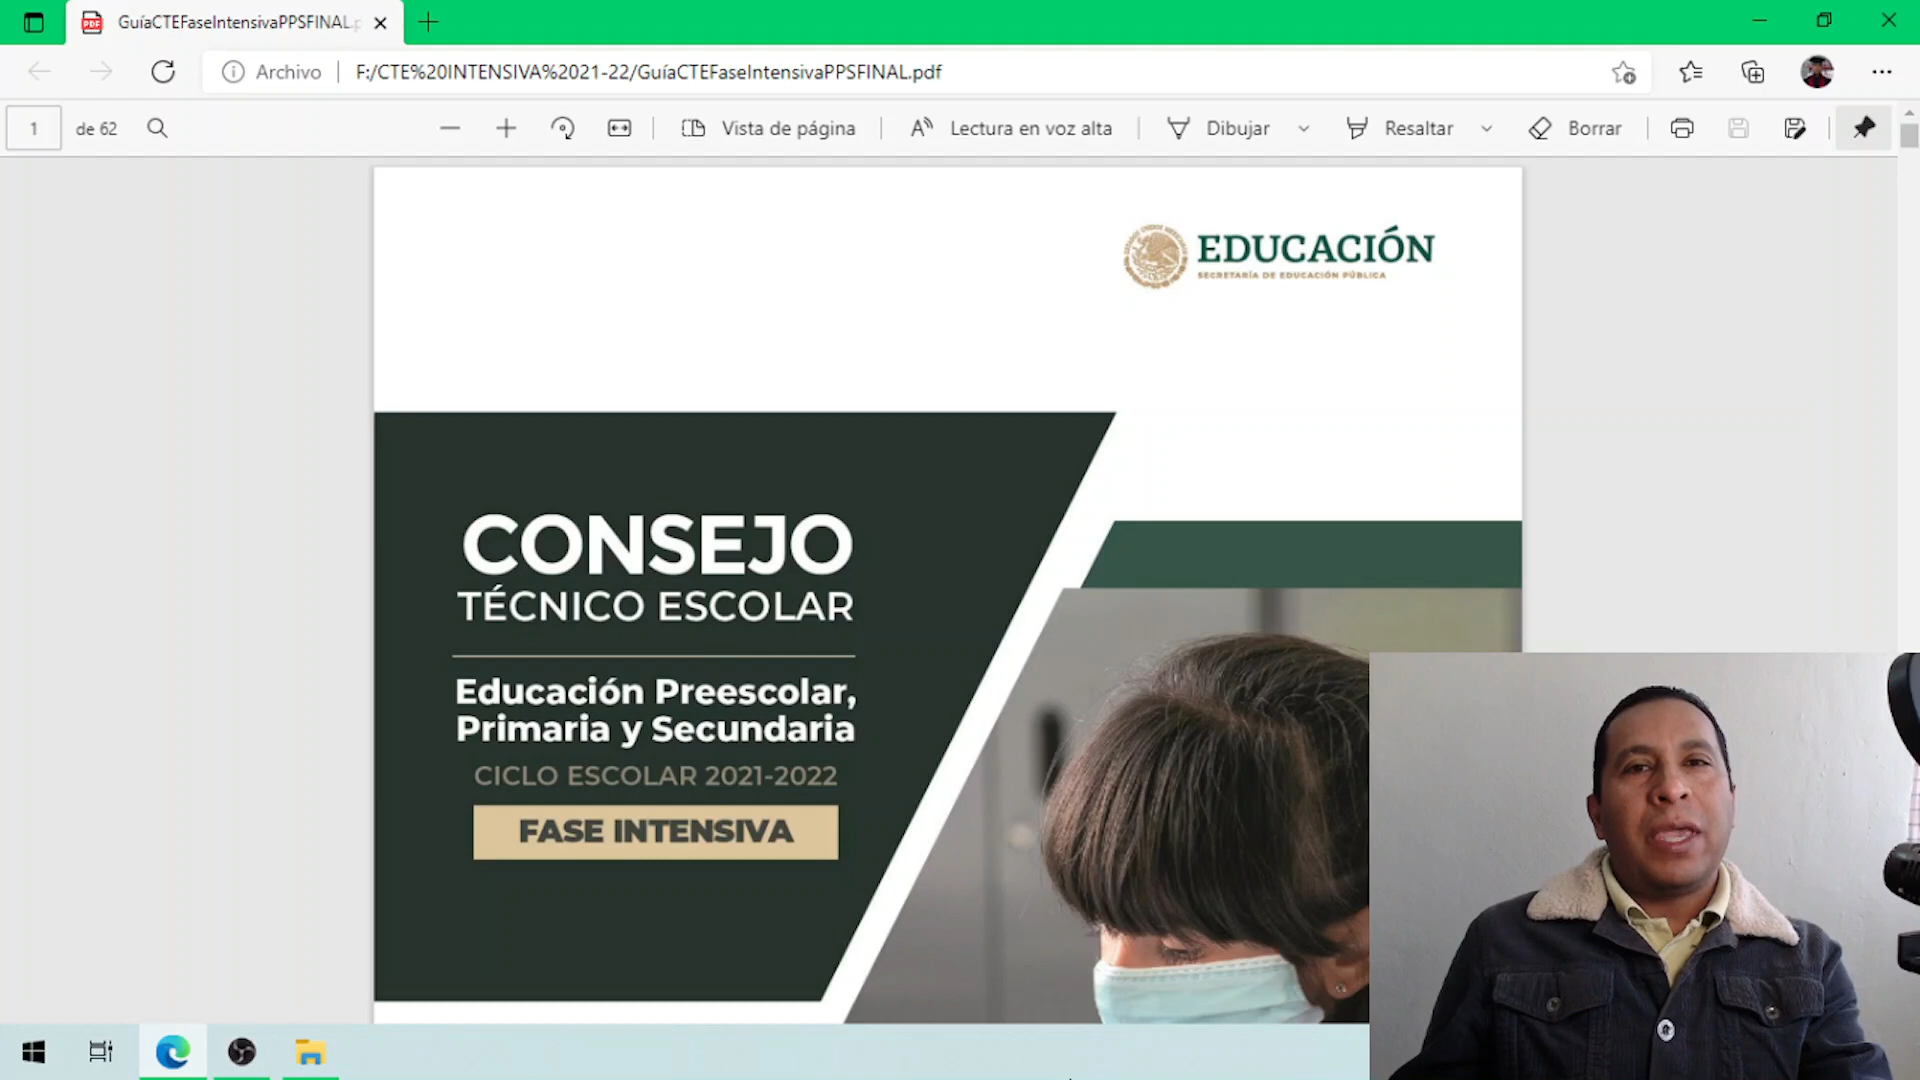 GuíaCTEFaseIntensivaPPSFINAL.p
Archivo
F:/CTE%20INTENSIVA%2021-22/GuíaCTEFaseIntensivaPPSFINAL.pdf
1 de 62
Vista de página
Lectura en voz alta
Dibujar
Resaltar
Borrar
EDUCACIÓN
SECRETARÍA DE EDUCACIÓN PÚBLICA
CONSEJO
TÉCNICO ESCOLAR
Educación Preescolar,
Primaria y Secundaria
CICLO ESCOLAR 2021-2022
FASE INTENSIVA